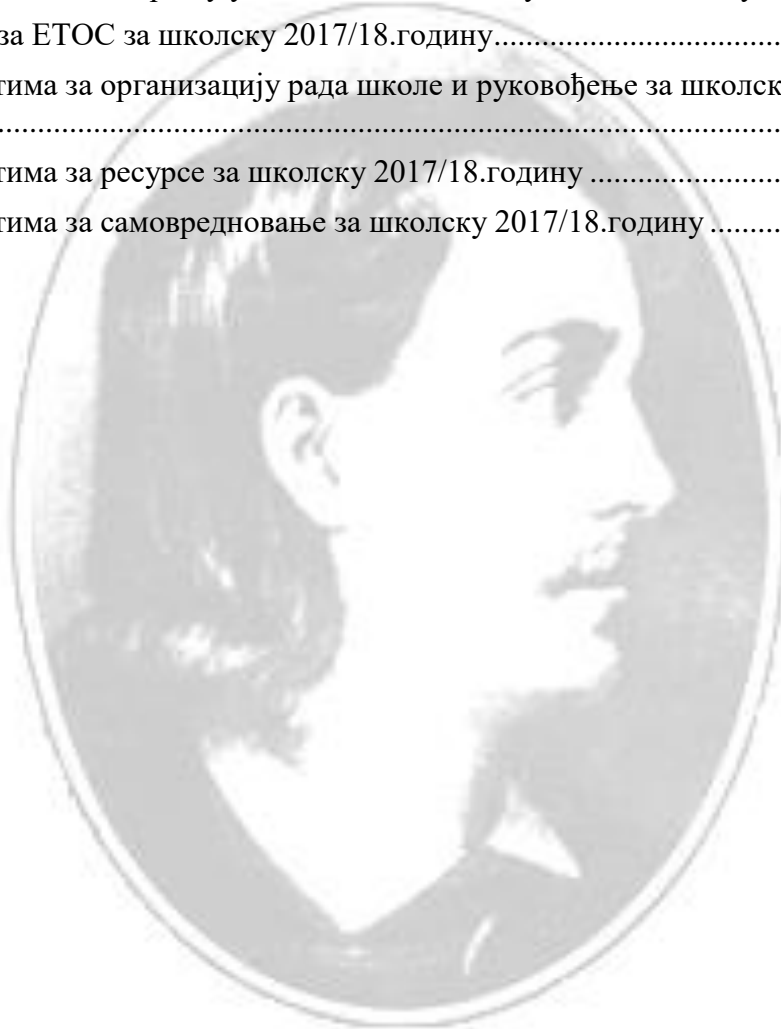 за ЕТОС за школску 2017/18.годину....................................
тима за организацију рада школе и руковођење за школск
..........................................................................................
тима за ресурсе за школску 2017/18.годину ........................
тима за самовредновање за школску 2017/18.годину ..........